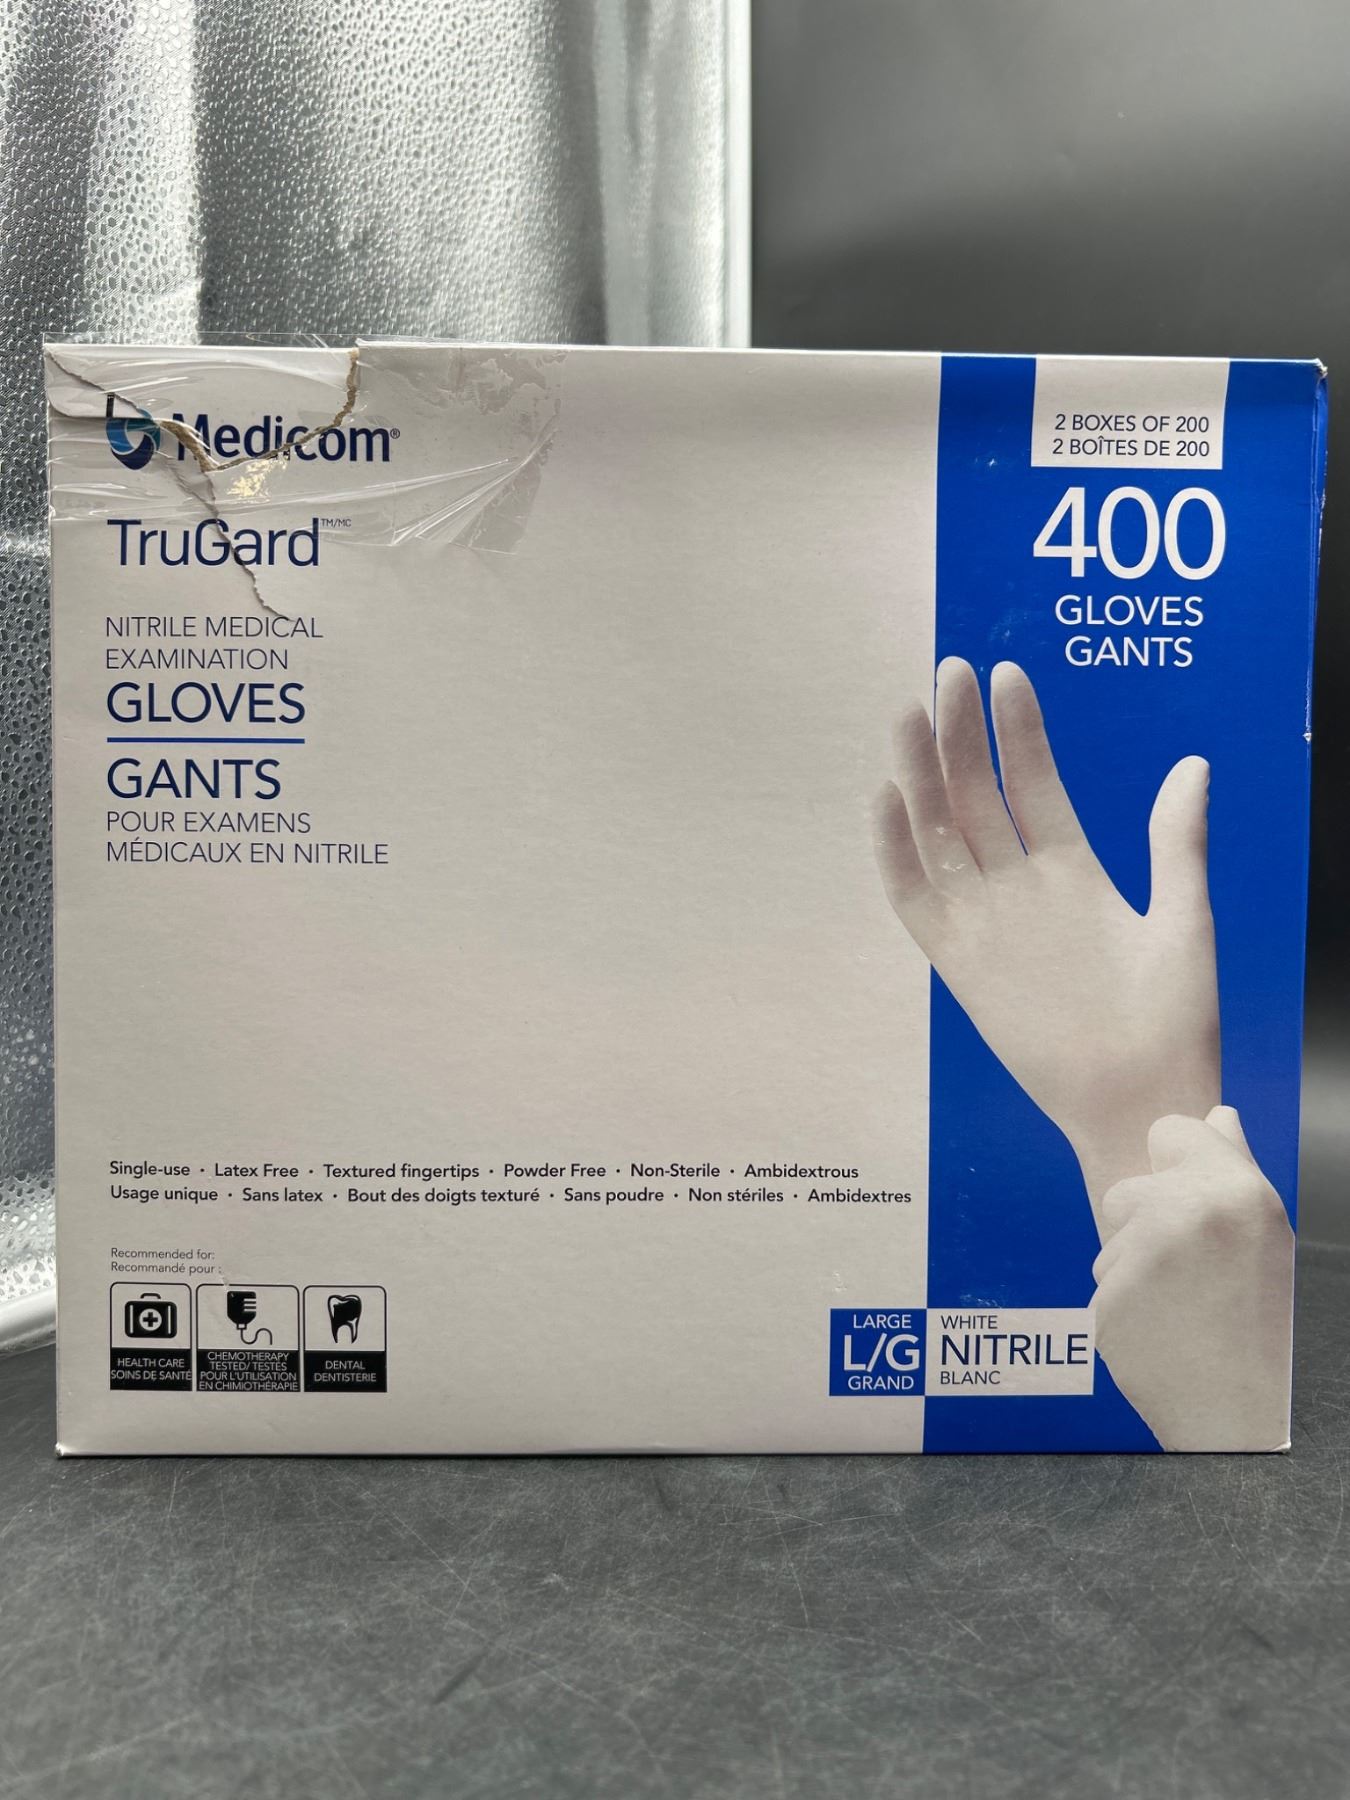 Medicom®
TruGard TM/MC
NITRILE MEDICAL
EXAMINATION
GLOVES
GANTS
POUR EXAMENS
MÉDICAUX EN NITRILE
2 BOXES OF 200
2 BOÎTES DE 200
400
GLOVES
GANTS
Single-use • Latex Free • Textured fingertips • Powder Free • Non-Sterile • Ambidextrous
Usage unique • Sans latex • Bout des doigts texturé • Sans poudre • Non stériles • Ambidextres
Recommended for:
Recommandé pour :
HEALTH CARE
SOINS DE SANTÉ
CHEMOTHERAPY
TESTED/TESTÉS
POUR L'UTILISATION
EN CHIMIOTHÉRAPIE
DENTAL
DENTISTERIE
LARGE
L/G
GRAND
WHITE
NITRILE
BLANC